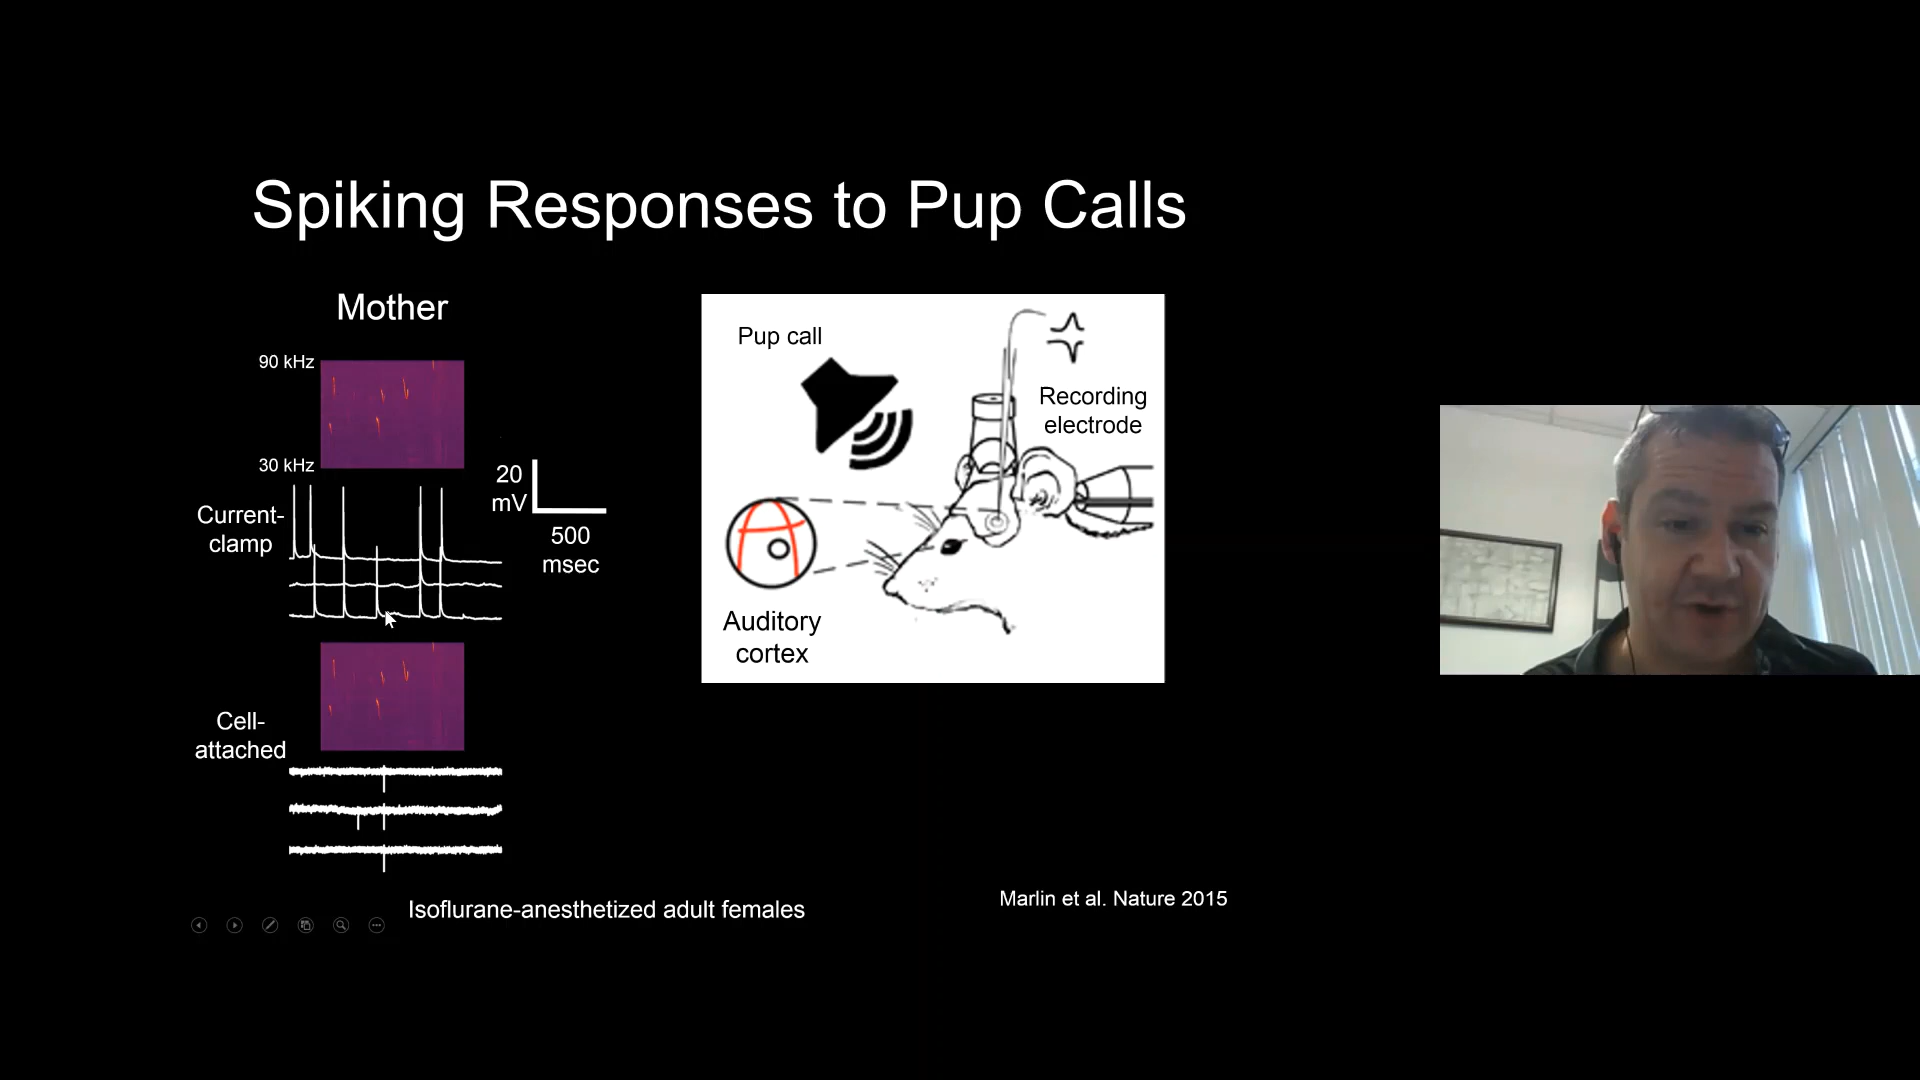 Spiking Responses to Pup Calls
Mother
90 kHz
30 kHz
Current-
clamp
20
mV
500
msec
Cell-
attached
Pup call
Recording
electrode
Auditory
cortex
Isoflurane-anesthetized adult females
Marlin et al. Nature 2015